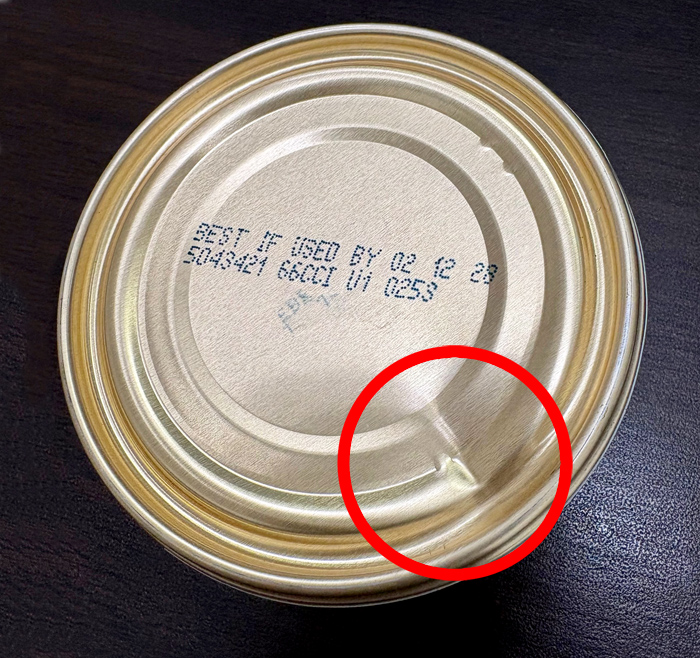 BEST IF USED BY 02 12 28
5043421 66CCI U1 0253